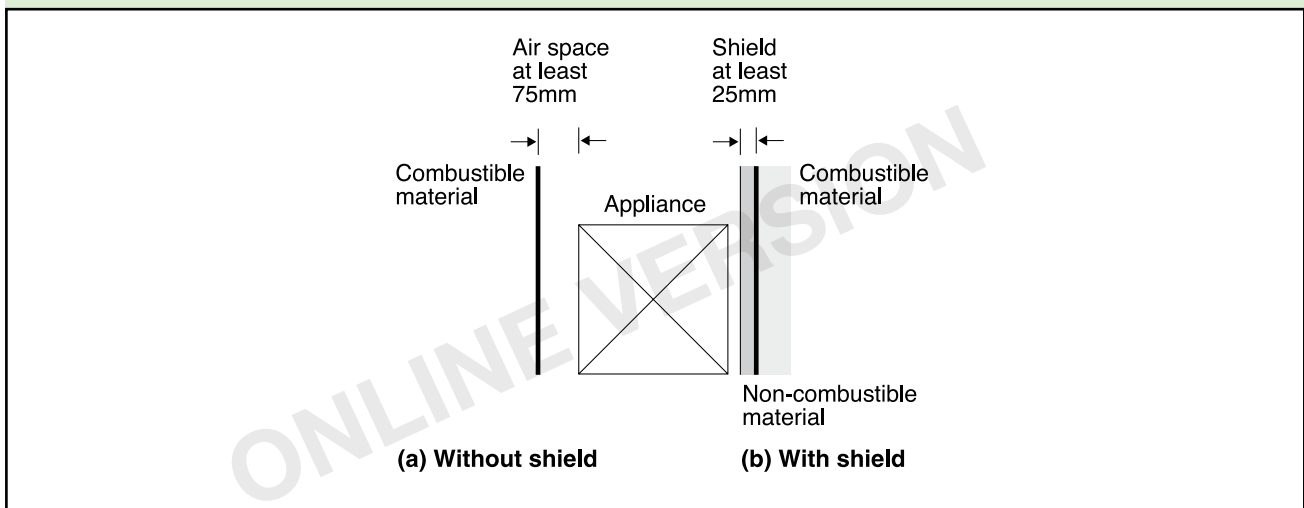 Air space
at least
75mm
Shield
at least
25mm
Combustible
material
Appliance
Combustible
material
Non-combustible
material
(a) Without shield
(b) With shield
ONLINE VERSION